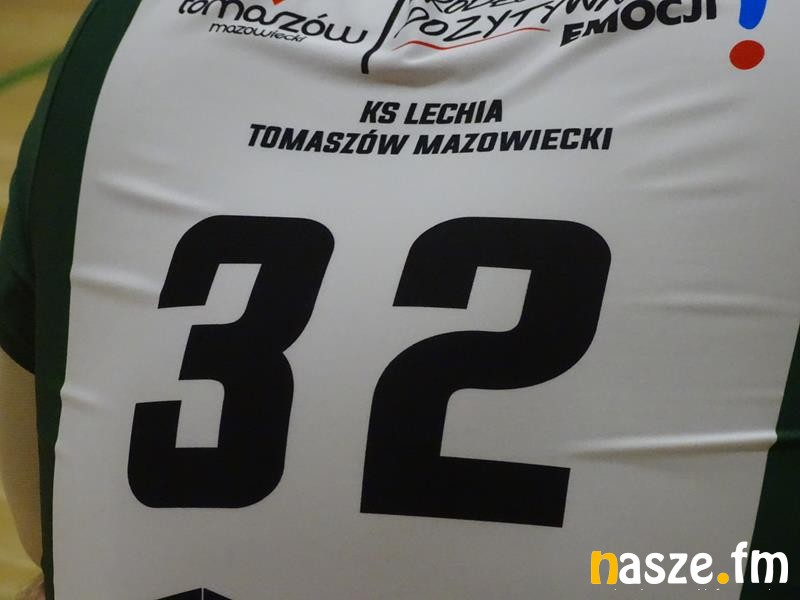 tomaszów
mazowiecki
POZYTYWN
EMOCJI!
KS LECHIA
TOMASZÓW MAZOWIECKI
32
nasze.fm